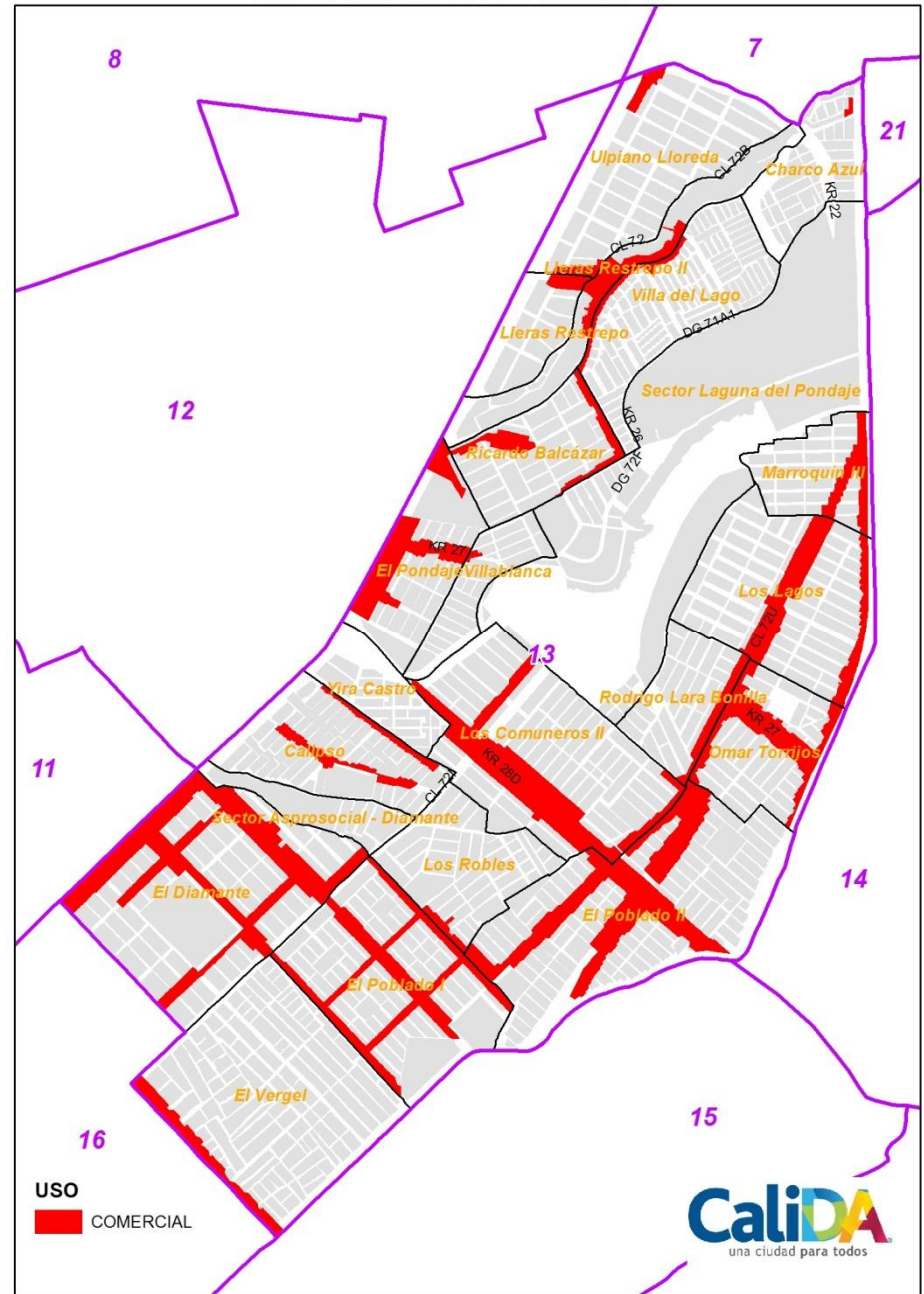 8
7
21
Ulpiano Lloreda
CL 72B
Charco Azul
KR 22
CL 72
Lleras Restrepo II
Villa del Lago
DG 71A1
Lleras Restrepo
12
Sector Laguna del Pondaje
KR 26
Ricardo Balcázar
DG 72F
Marroquín III
KR 27
El Pondaje
Villablanca
Los Lagos
CL 72U
13
Yira Castro
Rodrigo Lara Bonilla
Los Comuneros II
KR 27
Omar Torrijos
Calipso
KR 28D
11
Sector Asprosocial - Diamante
Los Robles
14
El Diamante
El Poblado II
El Poblado I
El Vergel
16
15
USO
COMERCIAL
CaliDA
una ciudad para todos